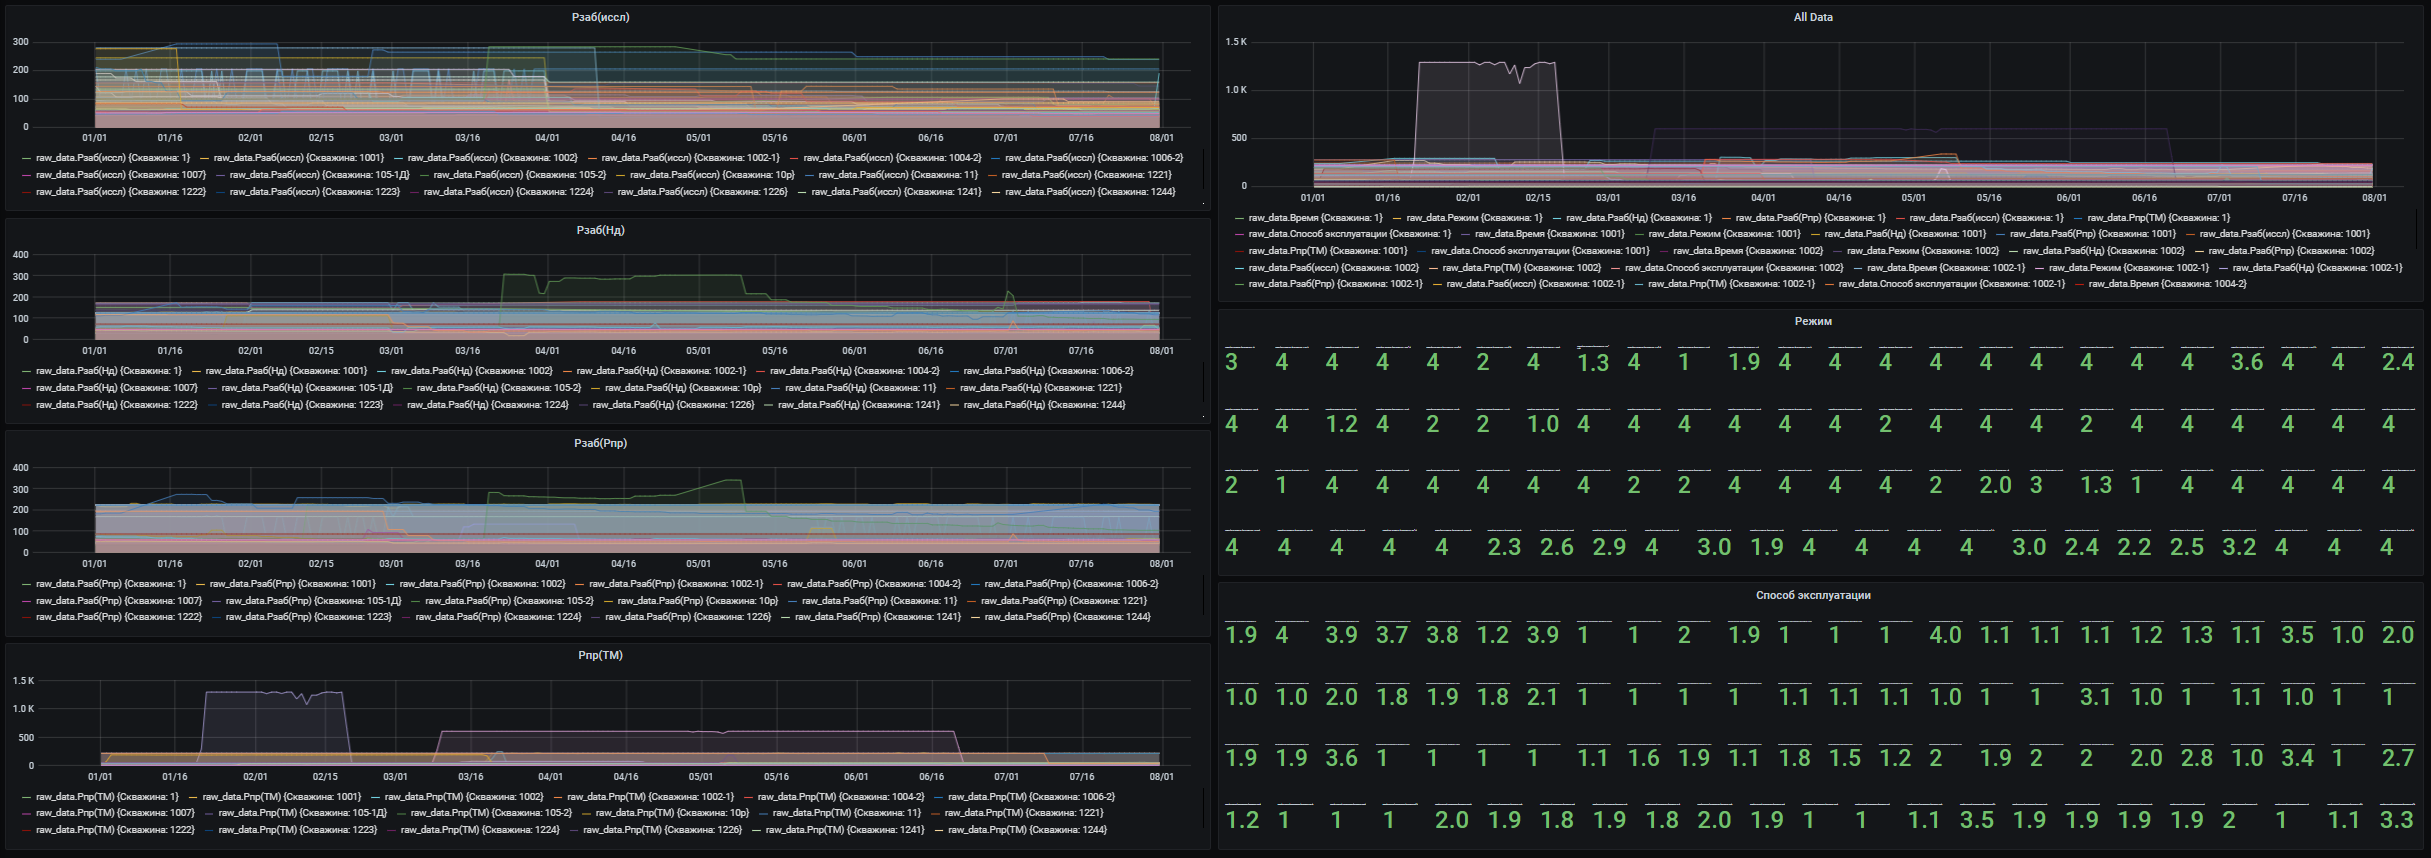 Рзаб(иссл)
300
200
100
0
01/01 01/16 02/01 02/15 03/01 03/16 04/01 04/16 05/01 05/16 06/01 06/16 07/01 07/16 08/01
raw_data.Рзаб(иссл) {Скважина: 1} raw_data.Рзаб(иссл) {Скважина: 1001} raw_data.Рзаб(иссл) {Скважина: 1002} raw_data.Рзаб(иссл) {Скважина: 1002-1} raw_data.Рзаб(иссл) {Скважина: 1004-2} raw_data.Рзаб(иссл) {Скважина: 1006-2}
raw_data.Рзаб(иссл) {Скважина: 1007} raw_data.Рзаб(иссл) {Скважина: 105-1Д} raw_data.Рзаб(иссл) {Скважина: 105-2} raw_data.Рзаб(иссл) {Скважина: 10р} raw_data.Рзаб(иссл) {Скважина: 11} raw_data.Рзаб(иссл) {Скважина: 1221}
raw_data.Рзаб(иссл) {Скважина: 1222} raw_data.Рзаб(иссл) {Скважина: 1223} raw_data.Рзаб(иссл) {Скважина: 1224} raw_data.Рзаб(иссл) {Скважина: 1226} raw_data.Рзаб(иссл) {Скважина: 1241} raw_data.Рзаб(иссл) {Скважина: 1244}
Рзаб(Нд)
400
300
200
100
0
01/01 01/16 02/01 02/15 03/01 03/16 04/01 04/16 05/01 05/16 06/01 06/16 07/01 07/16 08/01
raw_data.Рзаб(Нд) {Скважина: 1} raw_data.Рзаб(Нд) {Скважина: 1001} raw_data.Рзаб(Нд) {Скважина: 1002} raw_data.Рзаб(Нд) {Скважина: 1002-1} raw_data.Рзаб(Нд) {Скважина: 1004-2} raw_data.Рзаб(Нд) {Скважина: 1006-2}
raw_data.Рзаб(Нд) {Скважина: 1007} raw_data.Рзаб(Нд) {Скважина: 105-1Д} raw_data.Рзаб(Нд) {Скважина: 105-2} raw_data.Рзаб(Нд) {Скважина: 10р} raw_data.Рзаб(Нд) {Скважина: 11} raw_data.Рзаб(Нд) {Скважина: 1221}
raw_data.Рзаб(Нд) {Скважина: 1222} raw_data.Рзаб(Нд) {Скважина: 1223} raw_data.Рзаб(Нд) {Скважина: 1224} raw_data.Рзаб(Нд) {Скважина: 1226} raw_data.Рзаб(Нд) {Скважина: 1241} raw_data.Рзаб(Нд) {Скважина: 1244}
Рзаб(Рпр)
400
300
200
100
0
01/01 01/16 02/01 02/15 03/01 03/16 04/01 04/16 05/01 05/16 06/01 06/16 07/01 07/16 08/01
raw_data.Рзаб(Рпр) {Скважина: 1} raw_data.Рзаб(Рпр) {Скважина: 1001} raw_data.Рзаб(Рпр) {Скважина: 1002} raw_data.Рзаб(Рпр) {Скважина: 1002-1} raw_data.Рзаб(Рпр) {Скважина: 1004-2} raw_data.Рзаб(Рпр) {Скважина: 1006-2}
raw_data.Рзаб(Рпр) {Скважина: 1007} raw_data.Рзаб(Рпр) {Скважина: 105-1Д} raw_data.Рзаб(Рпр) {Скважина: 105-2} raw_data.Рзаб(Рпр) {Скважина: 10р} raw_data.Рзаб(Рпр) {Скважина: 11} raw_data.Рзаб(Рпр) {Скважина: 1221}
raw_data.Рзаб(Рпр) {Скважина: 1222} raw_data.Рзаб(Рпр) {Скважина: 1223} raw_data.Рзаб(Рпр) {Скважина: 1224} raw_data.Рзаб(Рпр) {Скважина: 1226} raw_data.Рзаб(Рпр) {Скважина: 1241} raw_data.Рзаб(Рпр) {Скважина: 1244}
Рпр(ТМ)
1.5 K
1.0 K
500
0
01/01 01/16 02/01 02/15 03/01 03/16 04/01 04/16 05/01 05/16 06/01 06/16 07/01 07/16 08/01
raw_data.Рпр(ТМ) {Скважина: 1} raw_data.Рпр(ТМ) {Скважина: 1001} raw_data.Рпр(ТМ) {Скважина: 1002} raw_data.Рпр(ТМ) {Скважина: 1002-1} raw_data.Рпр(ТМ) {Скважина: 1004-2} raw_data.Рпр(ТМ) {Скважина: 1006-2}
raw_data.Рпр(ТМ) {Скважина: 1007} raw_data.Рпр(ТМ) {Скважина: 105-1Д} raw_data.Рпр(ТМ) {Скважина: 105-2} raw_data.Рпр(ТМ) {Скважина: 10р} raw_data.Рпр(ТМ) {Скважина: 11} raw_data.Рпр(ТМ) {Скважина: 1221}
raw_data.Рпр(ТМ) {Скважина: 1222} raw_data.Рпр(ТМ) {Скважина: 1223} raw_data.Рпр(ТМ) {Скважина: 1224} raw_data.Рпр(ТМ) {Скважина: 1226} raw_data.Рпр(ТМ) {Скважина: 1241} raw_data.Рпр(ТМ) {Скважина: 1244}
All Data
1.5 K
1.0 K
500
0
01/01 01/16 02/01 02/15 03/01 03/16 04/01 04/16 05/01 05/16 06/01 06/16 07/01 07/16 08/01
raw_data.Время {Скважина: 1} raw_data.Режим {Скважина: 1} raw_data.Рзаб(Нд) {Скважина: 1} raw_data.Рзаб(Рпр) {Скважина: 1} raw_data.Рзаб(иссл) {Скважина: 1} raw_data.Рпр(ТМ) {Скважина: 1}
raw_data.Способ эксплуатации {Скважина: 1} raw_data.Время {Скважина: 1001} raw_data.Режим {Скважина: 1001} raw_data.Рзаб(Нд) {Скважина: 1001} raw_data.Рзаб(Рпр) {Скважина: 1001} raw_data.Рзаб(иссл) {Скважина: 1001}
raw_data.Рпр(ТМ) {Скважина: 1001} raw_data.Способ эксплуатации {Скважина: 1001} raw_data.Время {Скважина: 1002} raw_data.Режим {Скважина: 1002} raw_data.Рзаб(Нд) {Скважина: 1002} raw_data.Рзаб(Рпр) {Скважина: 1002}
raw_data.Рзаб(иссл) {Скважина: 1002} raw_data.Рпр(ТМ) {Скважина: 1002} raw_data.Способ эксплуатации {Скважина: 1002} raw_data.Время {Скважина: 1002-1} raw_data.Режим {Скважина: 1002-1} raw_data.Рзаб(Нд) {Скважина: 1002-1}
raw_data.Рзаб(Рпр) {Скважина: 1002-1} raw_data.Рзаб(иссл) {Скважина: 1002-1} raw_data.Рпр(ТМ) {Скважина: 1002-1} raw_data.Способ эксплуатации {Скважина: 1002-1} raw_data.Время {Скважина: 1004-2}
Режим
3 4 4 4 4 2 4 1.3 4 1 1.9 4 4 4 4 4 4 4 4 4 3.6 4 4 2.4
4 4 1.2 4 2 2 1.0 4 4 4 4 4 4 2 4 4 4 2 4 4 4 4 4 4
2 1 4 4 4 4 4 4 2 2 4 4 4 4 2 2.0 3 1.3 1 4 4 4 4 4
4 4 4 4 4 2.3 2.6 2.9 4 3.0 1.9 4 4 4 4 3.0 2.4 2.2 2.5 3.2 4 4 4
Способ эксплуатации
1.9 4 3.9 3.7 3.8 1.2 3.9 1 1 2 1.9 1 1 1 4.0 1.1 1.1 1.1 1.2 1.3 1.1 3.5 1.0 2.0
1.0 1.0 2.0 1.8 1.9 1.8 2.1 1 1 1 1 1.1 1.1 1.1 1.0 1 1 3.1 1.0 1 1.1 1.0 1 1
1.9 1.9 3.6 1 1 1 1 1.1 1.6 1.9 1.1 1.8 1.5 1.2 2 1.9 2 2 2.0 2.8 1.0 3.4 1 2.7
1.2 1 1 1 2.0 1.9 1.8 1.9 1.8 2.0 1.9 1 1 1.1 3.5 1.9 1.9 1.9 1.9 2 1 1.1 3.3